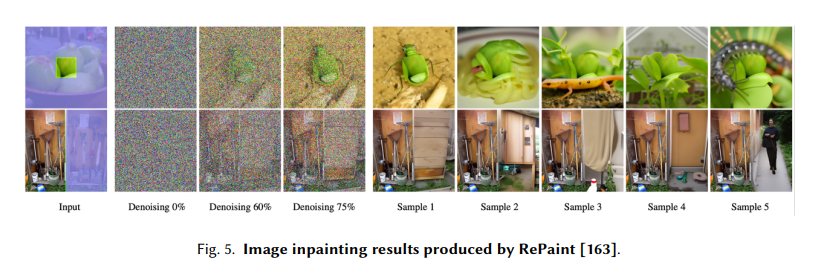 Input Denoising 0% Denoising 60% Denoising 75% Sample 1 Sample 2 Sample 3 Sample 4 Sample 5
Fig. 5. Image inpainting results produced by RePaint [163].